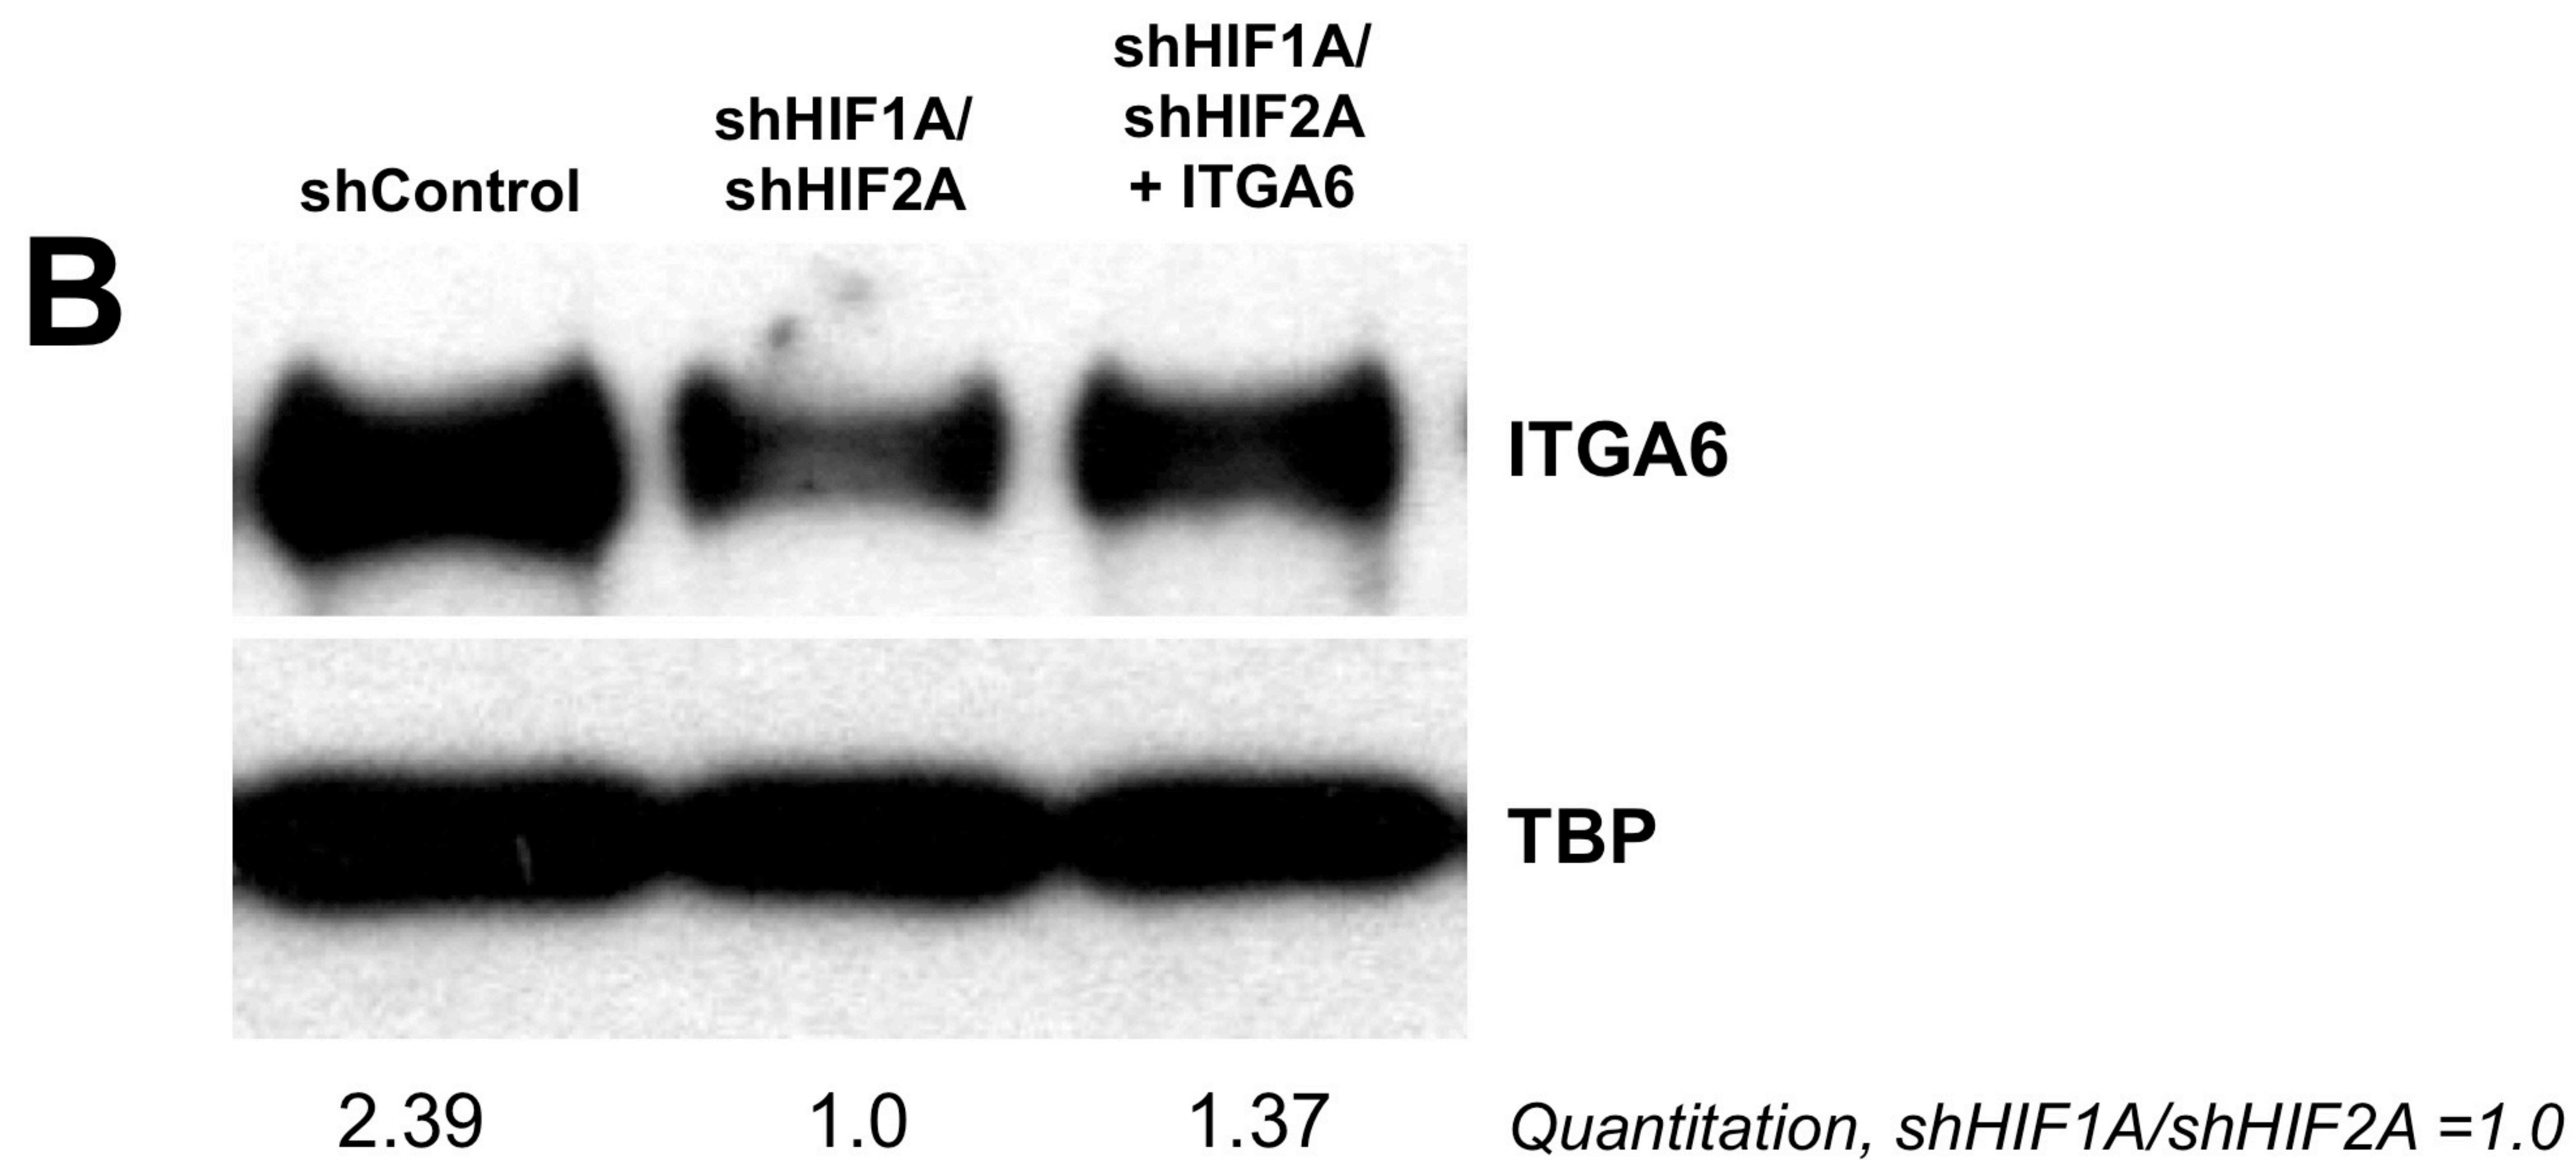 B
shControl
shHIF1A/
shHIF2A
shHIF1A/
shHIF2A
+ ITGA6
ITGA6
TBP
2.39 1.0 1.37 Quantitation, shHIF1A/shHIF2A =1.0